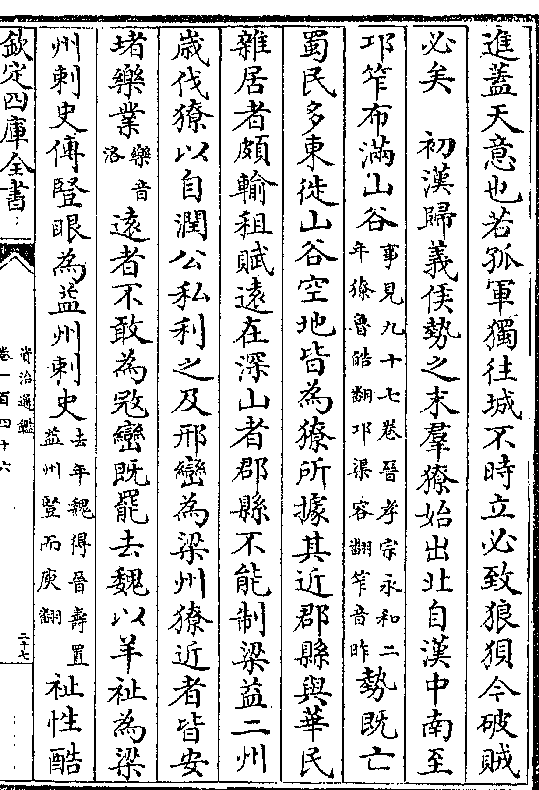 進蓋天意也若孤軍獨往城不時立必致狼狽今破賊
必矣　初漢歸義侯勢之末羣獠始出北自漢中南至
卭笮布滿山谷事見九十七卷晉孝宗永和二年獠魯皓翻卭渠容翻笮音昨勢既亡
蜀民多東徙山谷空地皆為獠所據其近郡縣與華民
雜居者頗輸租賦遠在深山者郡縣不能制梁益二州
歲伐獠以自潤公私利之及邢巒為梁州獠近者皆安
堵樂業樂音洛遠者不敢為宼巒既罷去魏以羊祉為梁
州刺史傅豎眼為益州刺史去年魏得晉壽置益州豎而庾翻祉性酷
欽定四庫全書
資治通鑑
卷一百四十六
二十七